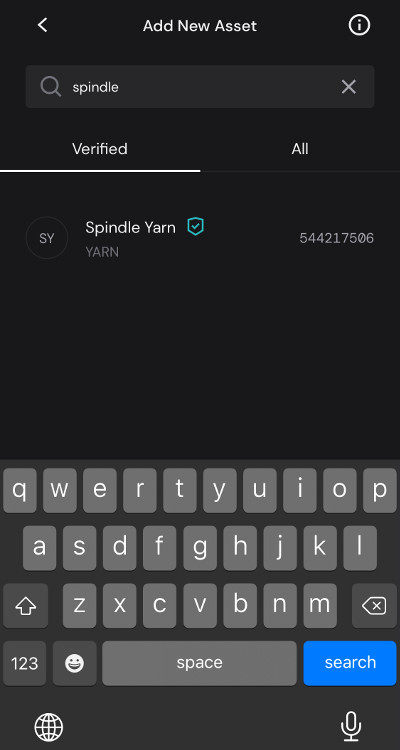 Add New Asset
spindle
Verified All
SY Spindle Yarn 544217506
YARN
q w e r t y u i o p
a s d f g h j k l
z x c v b n m
123 space search